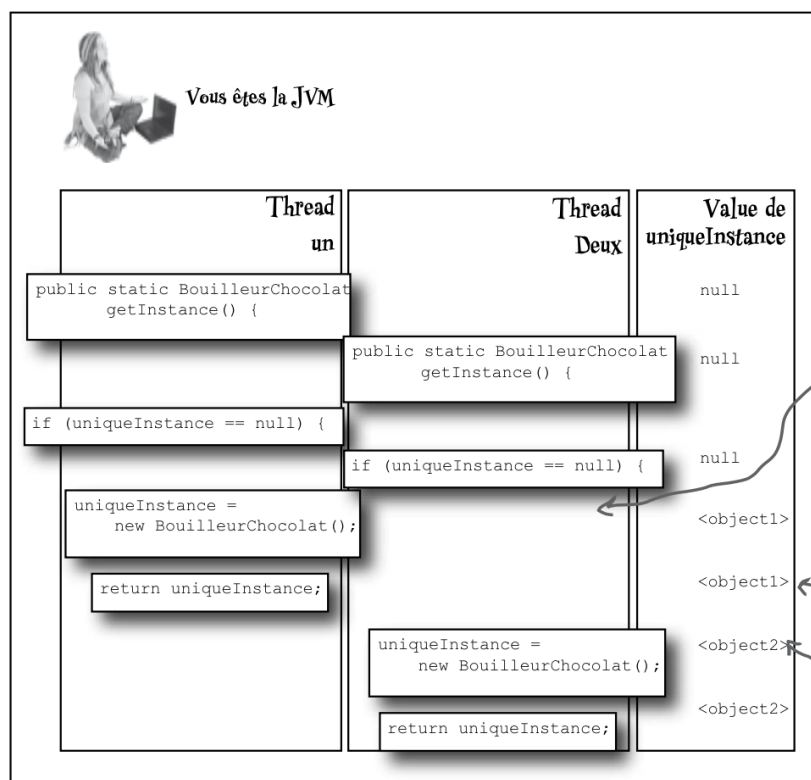 Vous êtes la JVM
Thread
un
Thread
Deux
Value de
uniqueInstance
public static BouilleurChocolat
getInstance() {
null
public static BouilleurChocolat
getInstance() {
null
if (uniqueInstance == null) {
if (uniqueInstance == null) {
null
uniqueInstance =
new BouilleurChocolat();
<object1>
return uniqueInstance;
<object1>
uniqueInstance =
new BouilleurChocolat();
<object2>
return uniqueInstance;
<object2>